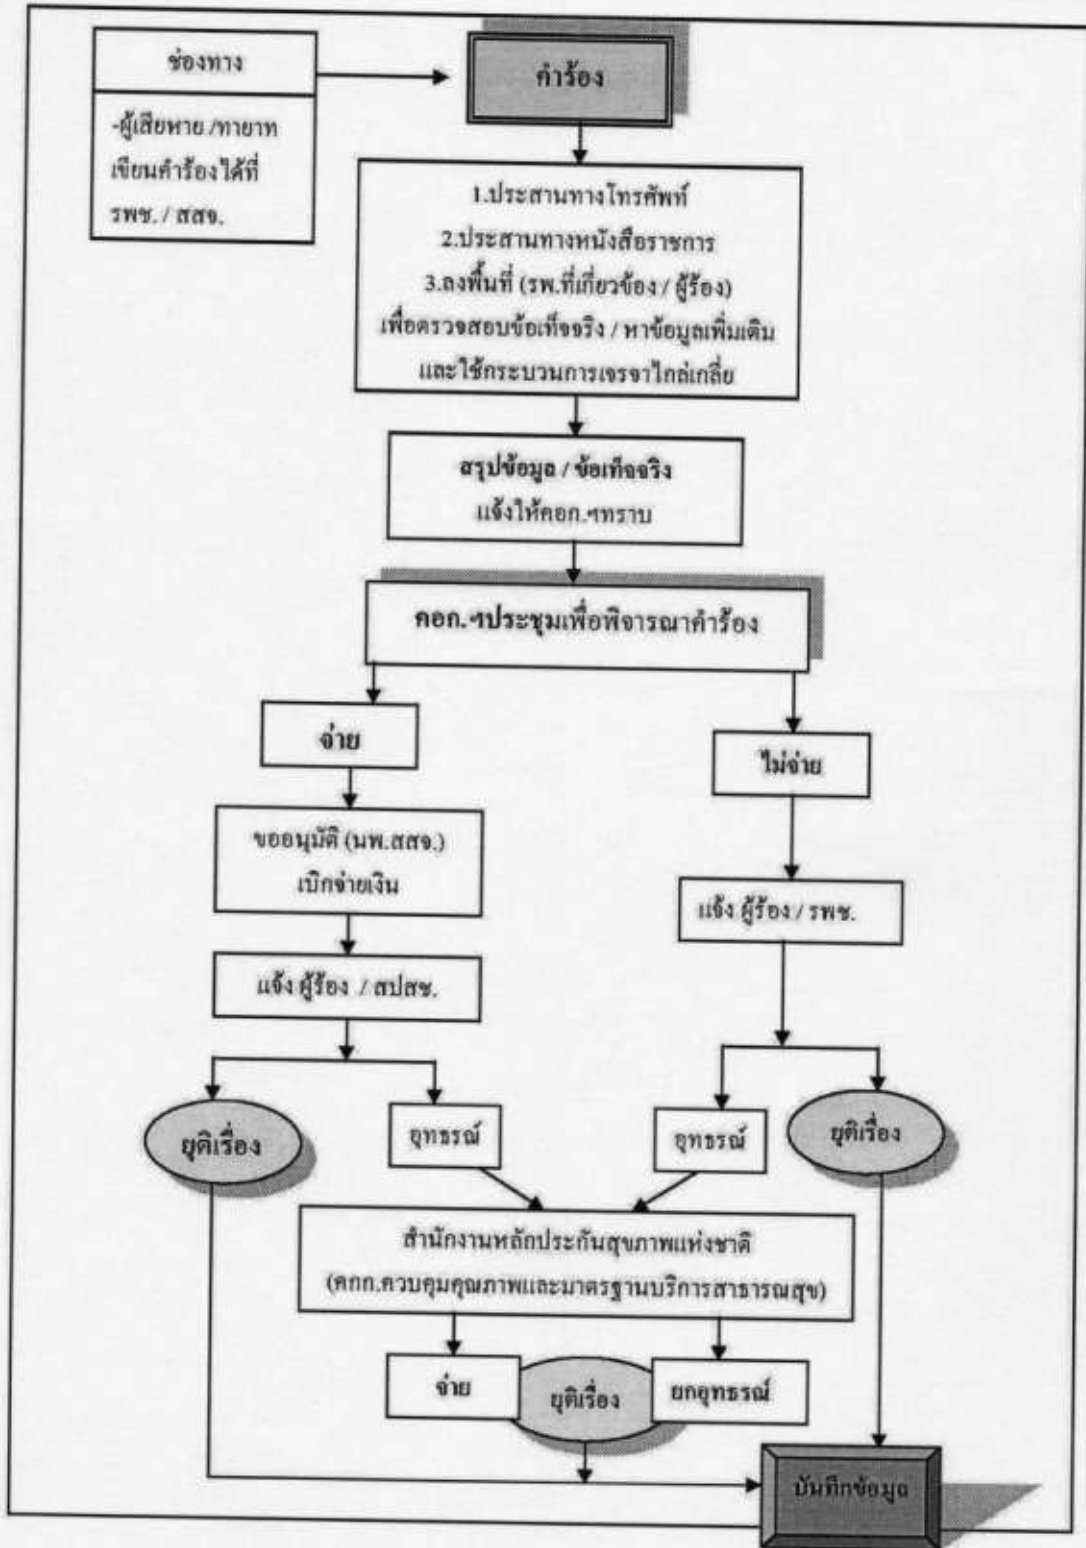 ช่องทาง
-ผู้เสียหาย /ทายาท
เขียนคำร้องได้ที่
รพช. / สสจ.
คำร้อง
1.ประสานทางโทรศัพท์
2.ประสานทางหนังสือราชการ
3.ลงพื้นที่ (รพ.ที่เกี่ยวข้อง / ผู้ร้อง)
เพื่อตรวจสอบข้อเท็จจริง / หาข้อมูลเพิ่มเติม
และใช้กระบวนการเจรจาไกล่เกลี่ย
สรุปข้อมูล / ข้อเท็จจริง
แจ้งให้คอก.ฯทราบ
คอก.ฯประชุมเพื่อพิจารณาคำร้อง
จ่าย
ไม่จ่าย
ขออนุมัติ (นพ.สสจ.)
เบิกจ่ายเงิน
แจ้ง ผู้ร้อง / รพช.
แจ้ง ผู้ร้อง / สปสช.
ยุติเรื่อง
อุทธรณ์
อุทธรณ์
ยุติเรื่อง
สำนักงานหลักประกันสุขภาพแห่งชาติ
(คกก.ควบคุมคุณภาพและมาตรฐานบริการสาธารณสุข)
จ่าย
ยุติเรื่อง
ยกอุทธรณ์
บันทึกข้อมูล